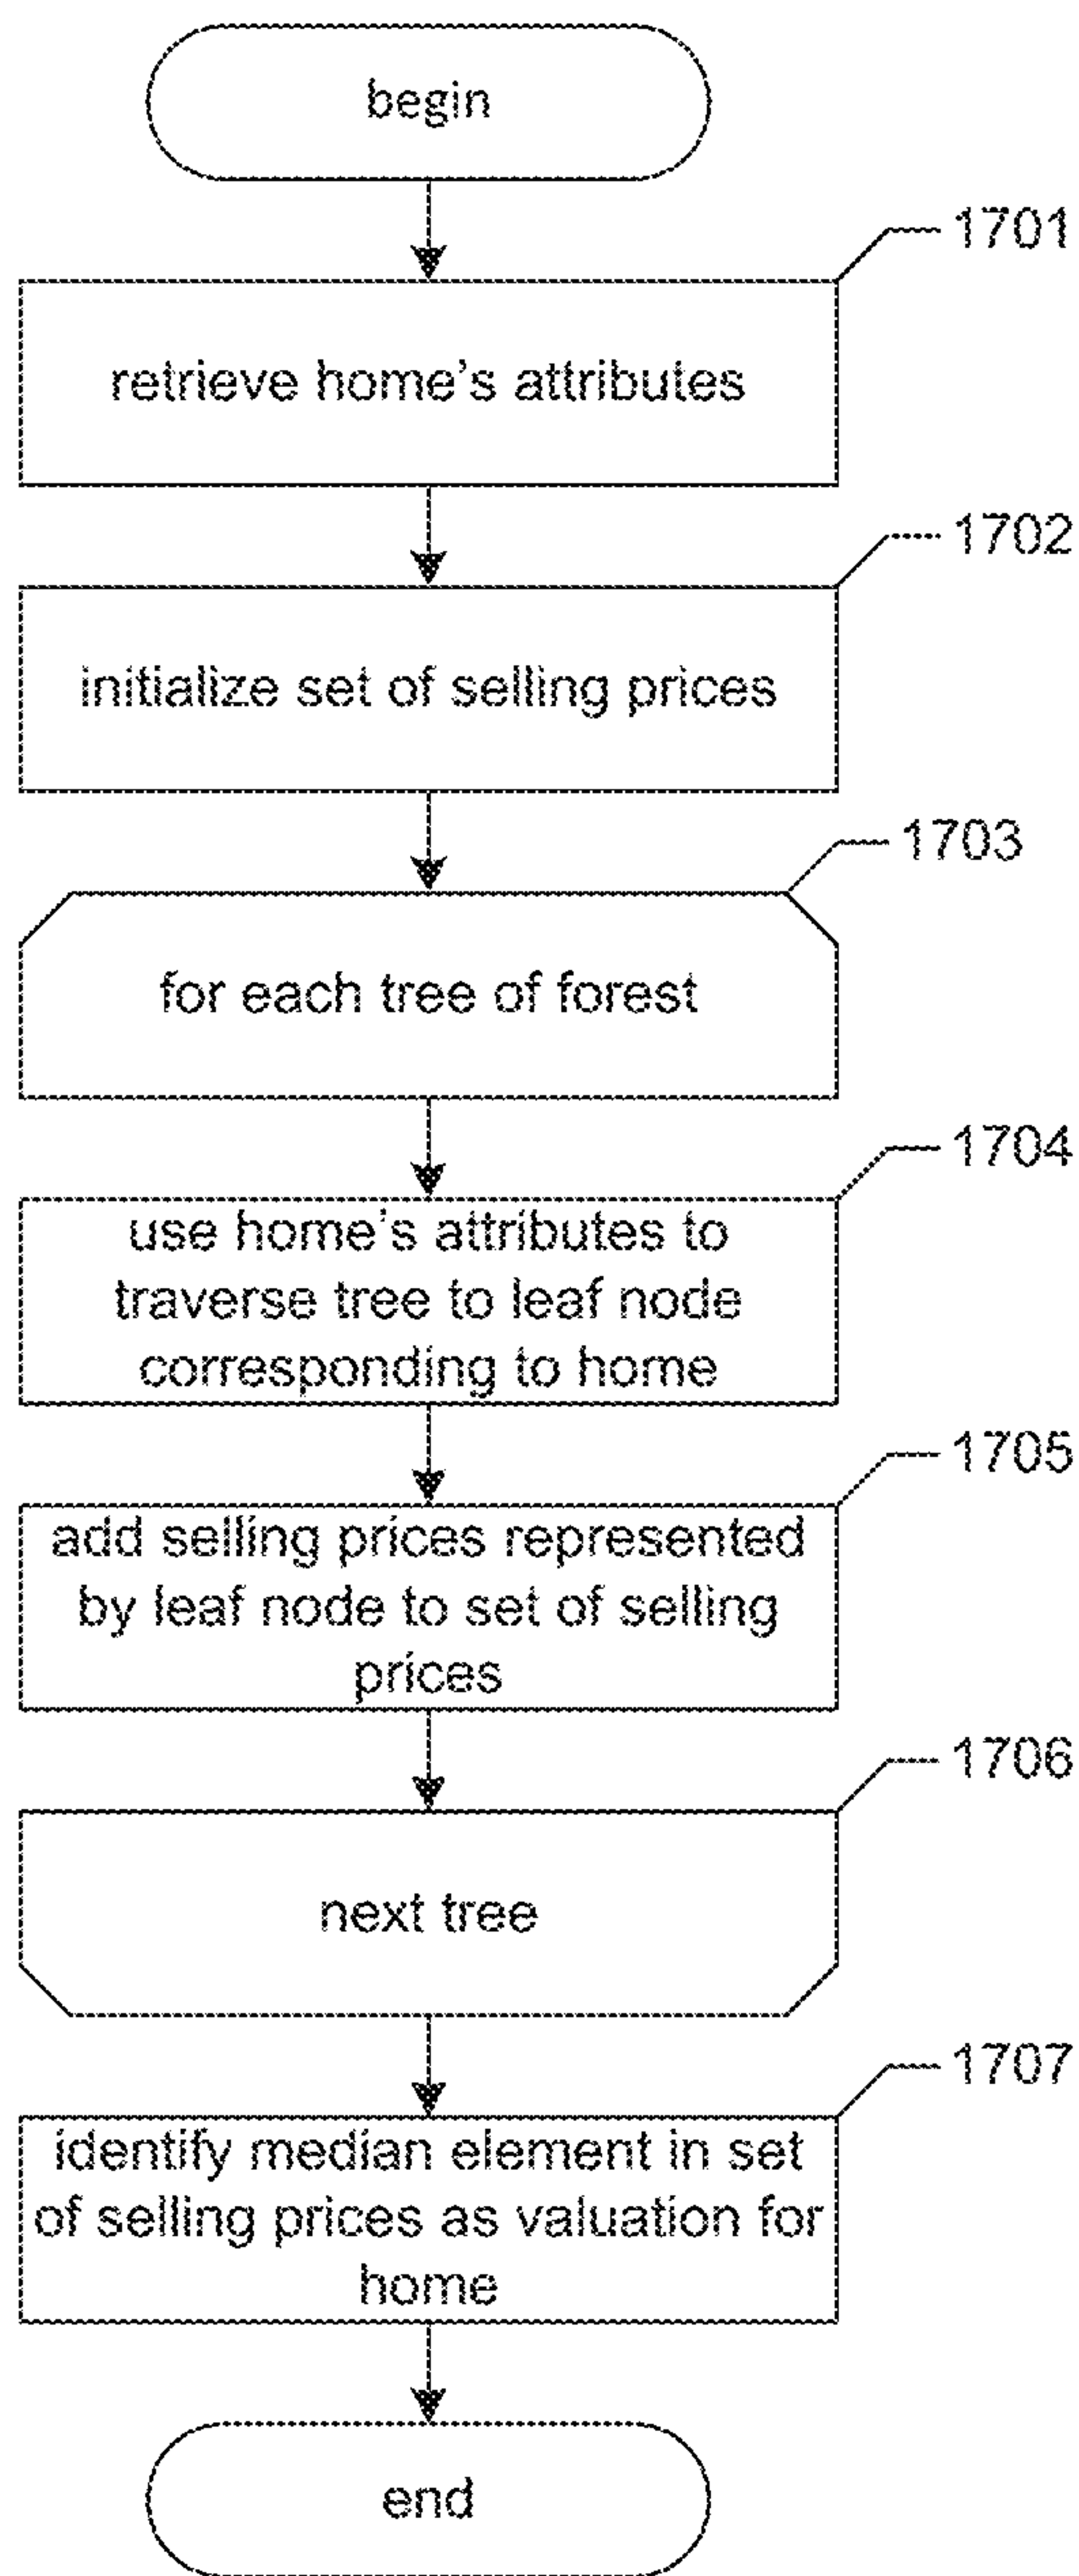 begin
1701
retrieve home's attributes
1702
initialize set of selling prices
1703
for each tree of forest
1704
use home's attributes to
traverse tree to leaf node
corresponding to home
1705
add selling prices represented
by leaf node to set of selling
prices
1706
next tree
1707
identify median element in set
of selling prices as valuation for
home
end